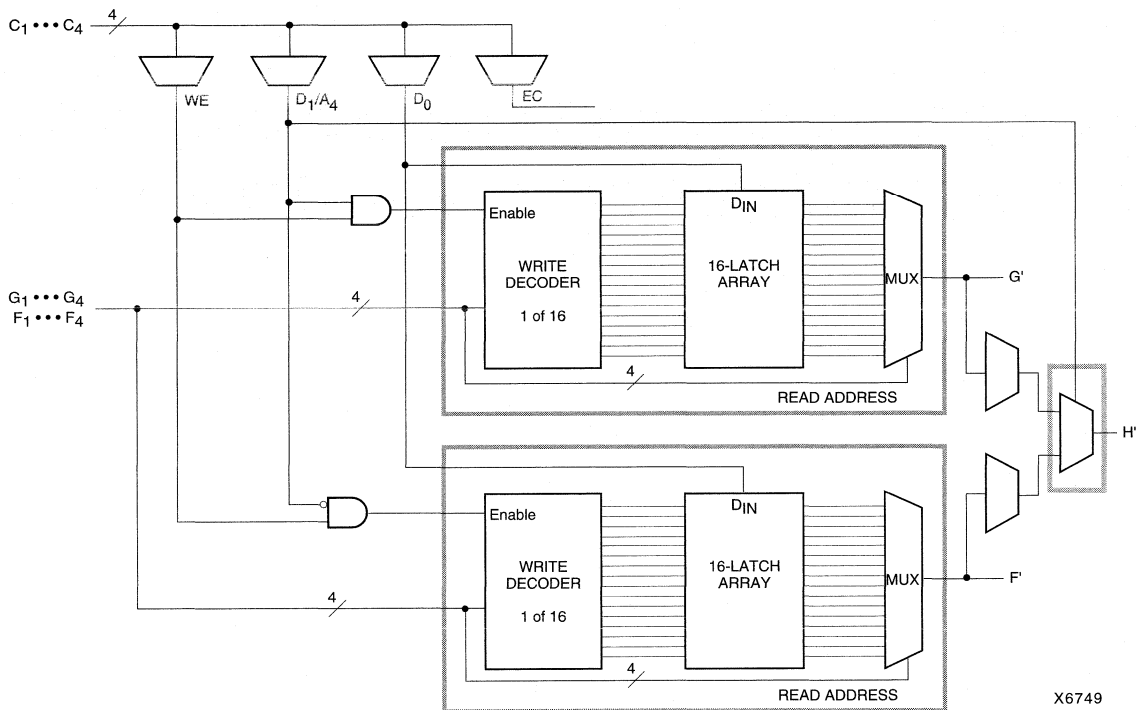 C1 • • • C4
4
WE
D1/A4
D0
EC
Enable
DIN
WRITE
DECODER
1 of 16
16-LATCH
ARRAY
MUX
G'
G1 • • • G4
F1 • • • F4
4
4
READ ADDRESS
H'
Enable
DIN
WRITE
DECODER
1 of 16
16-LATCH
ARRAY
MUX
F'
4
4
READ ADDRESS
X6749